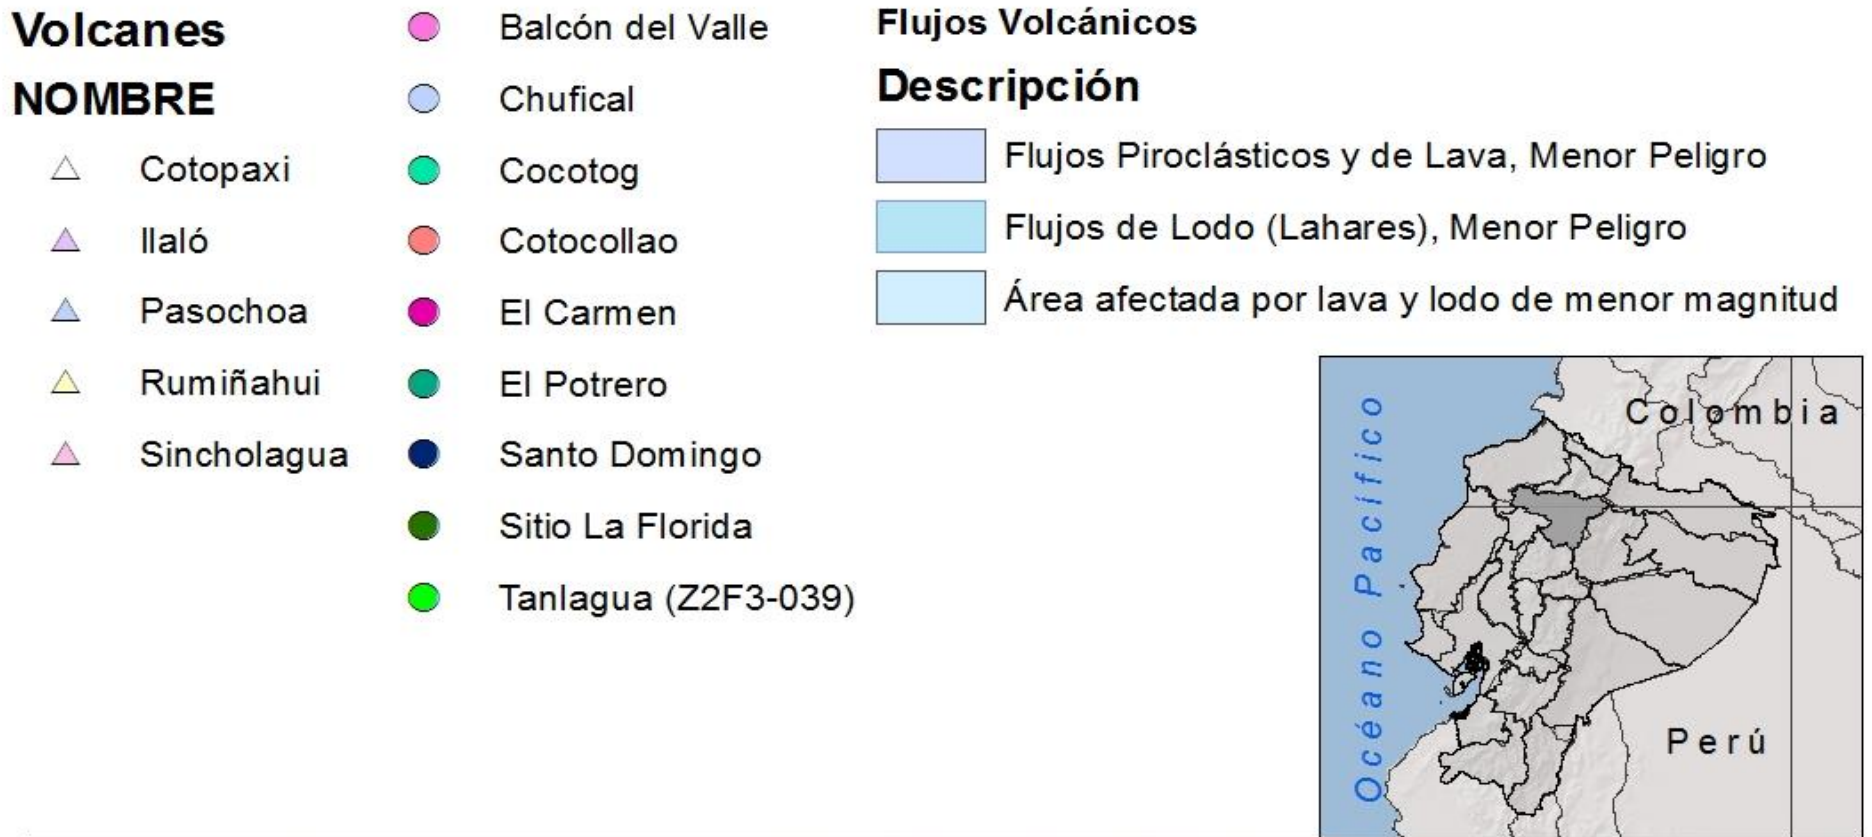 Volcanes
NOMBRE
Cotopaxi
Ilaló
Pasochoa
Rumiñahui
Sincholagua
Balcón del Valle
Chufical
Cocotog
Cotocollao
El Carmen
El Potrero
Santo Domingo
Sitio La Florida
Tanlagua (Z2F3-039)
Flujos Volcánicos
Descripción
Flujos Piroclásticos y de Lava, Menor Peligro
Flujos de Lodo (Lahares), Menor Peligro
Área afectada por lava y lodo de menor magnitud
Colombia
Océano Pacífico
Perú